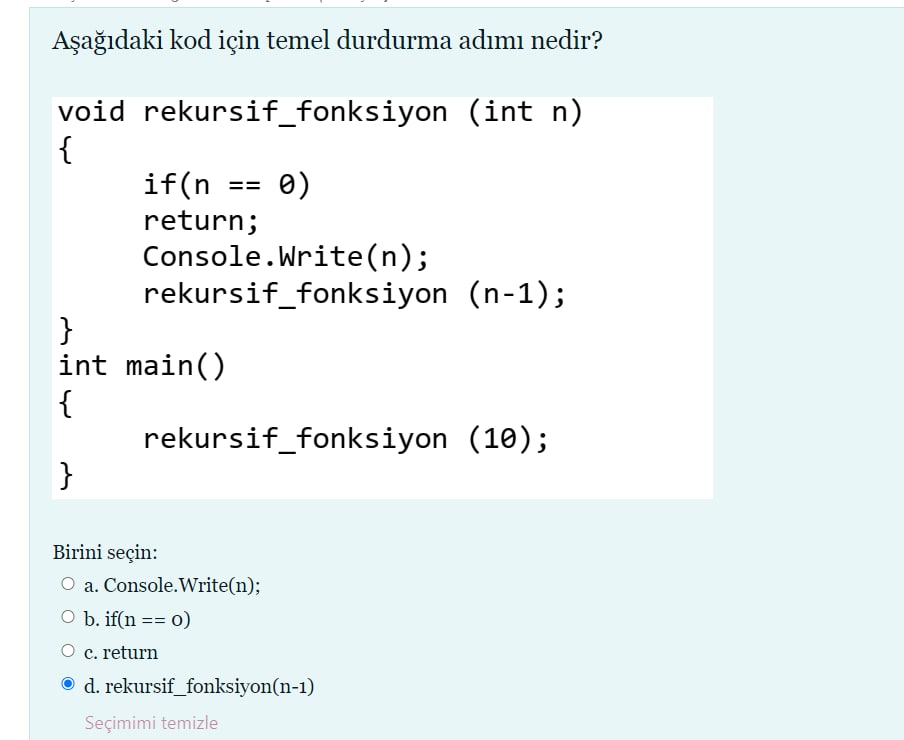 Aşağıdaki kod için temel durdurma adımı nedir?
void rekursif_fonksiyon (int n)
{
if(n == 0)
return;
Console.Write(n);
rekursif_fonksiyon (n-1);
}
int main()
{
rekursif_fonksiyon (10);
}
Birini seçin:
a. Console.Write(n);
b. if(n == 0)
c. return
d. rekursif_fonksiyon(n-1)
Seçimimi temizle